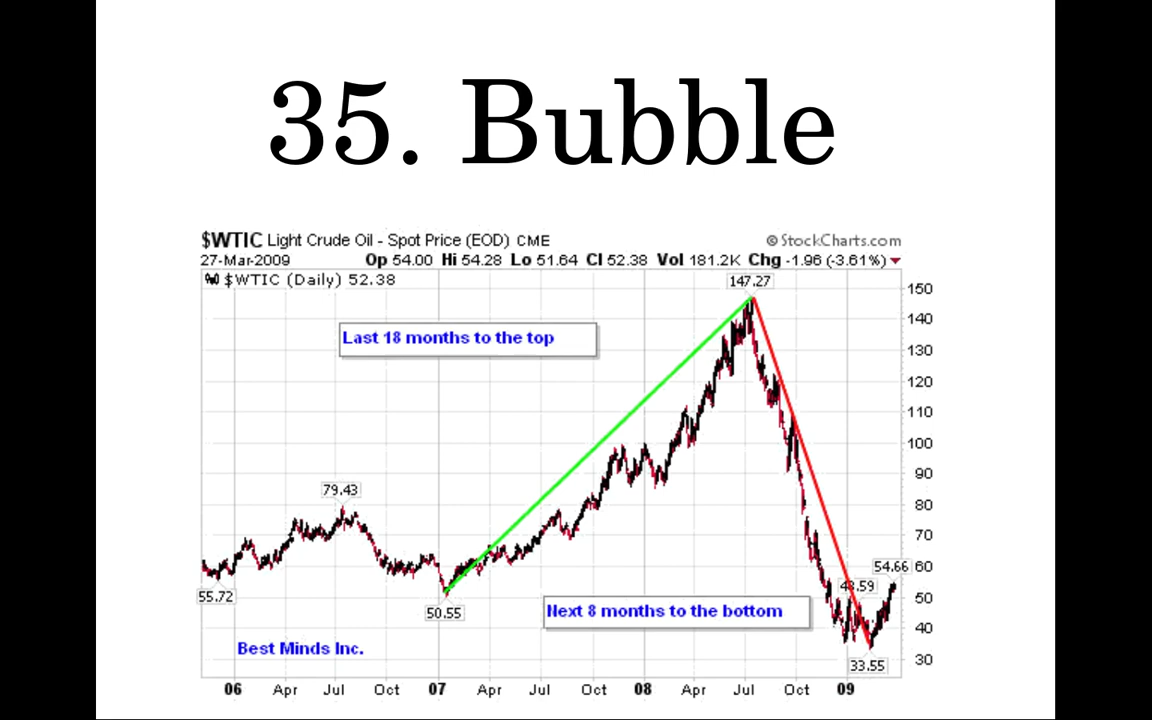 35. Bubble
$WTIC Light Crude Oil - Spot Price (EOD) CME
© StockCharts.com
27-Mar-2009 Op 54.00 Hi 54.28 Lo 51.64 Cl 52.38 Vol 181.2K Chg -1.96 (-3.61%)
$WTIC (Daily) 52.38
147.27
150
Last 18 months to the top
140
130
120
110
100
90
79.43
80
70
54.66
60
55.72
50.55
Next 8 months to the bottom
50
40
Best Minds Inc.
33.55
30
06 Apr Jul Oct 07 Apr Jul Oct 08 Apr Jul Oct 09